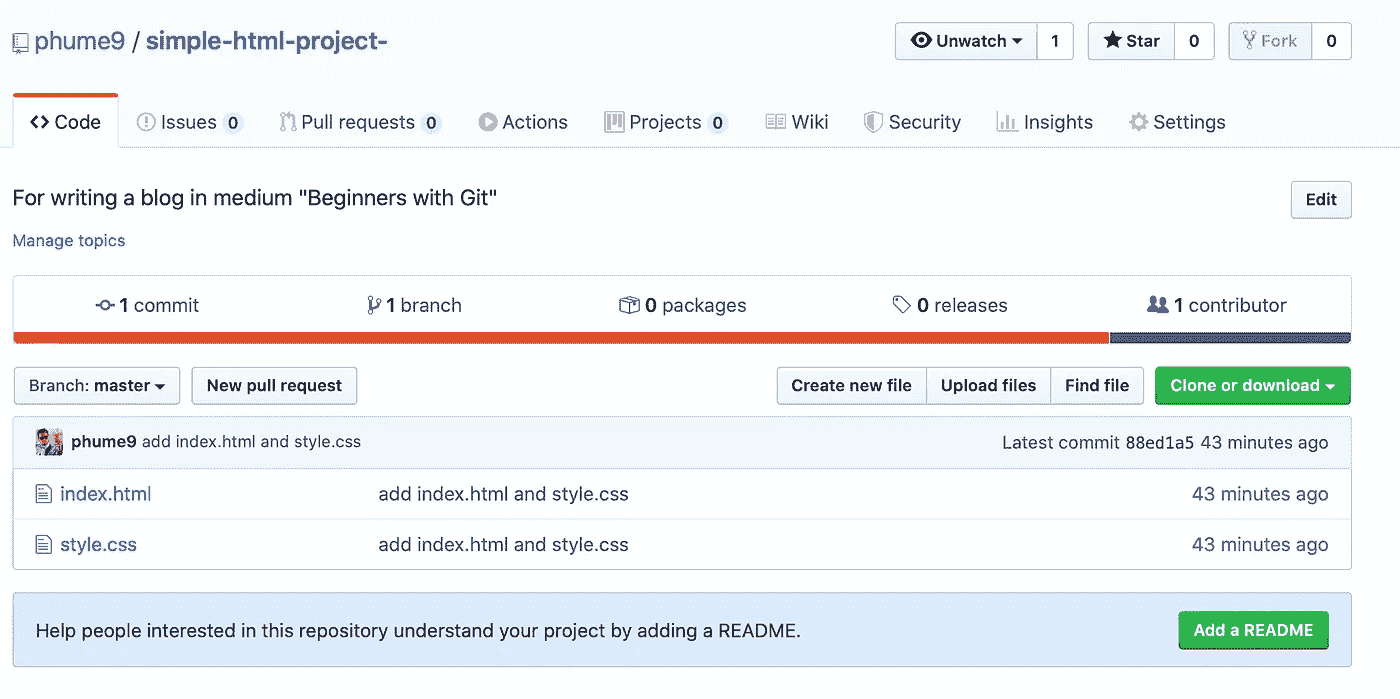 phume9 / simple-html-project-
Unwatch 1 Star 0 Fork 0
Code Issues 0 Pull requests 0 Actions Projects 0 Wiki Security Insights Settings
For writing a blog in medium "Beginners with Git" Edit
Manage topics
1 commit 1 branch 0 packages 0 releases 1 contributor
Branch: master New pull request Create new file Upload files Find file Clone or download
phume9 add index.html and style.css Latest commit 88ed1a5 43 minutes ago
index.html add index.html and style.css 43 minutes ago
style.css add index.html and style.css 43 minutes ago
Help people interested in this repository understand your project by adding a README. Add a README